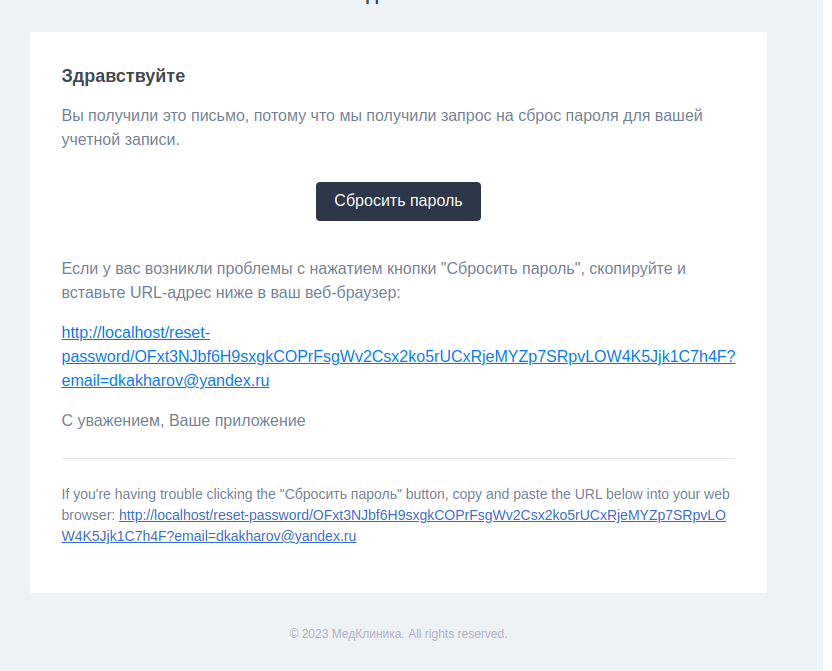 Здравствуйте
Вы получили это письмо, потому что мы получили запрос на сброс пароля для вашей
учетной записи.
Сбросить пароль
Если у вас возникли проблемы с нажатием кнопки "Сбросить пароль", скопируйте и
вставьте URL-адрес ниже в ваш веб-браузер:
http://localhost/reset-
password/OFxt3NJbf6H9sxgkCOPrFsgWv2Csx2ko5rUCxRjeMYZp7SRpvLOW4K5Jjk1C7h4F?
email=dkakharov@yandex.ru
С уважением, Ваше приложение
If you're having trouble clicking the "Сбросить пароль" button, copy and paste the URL below into your web
browser: http://localhost/reset-password/OFxt3NJbf6H9sxgkCOPrFsgWv2Csx2ko5rUCxRjeMYZp7SRpvLO
W4K5Jjk1C7h4F?email=dkakharov@yandex.ru
© 2023 МедКлиника. All rights reserved.